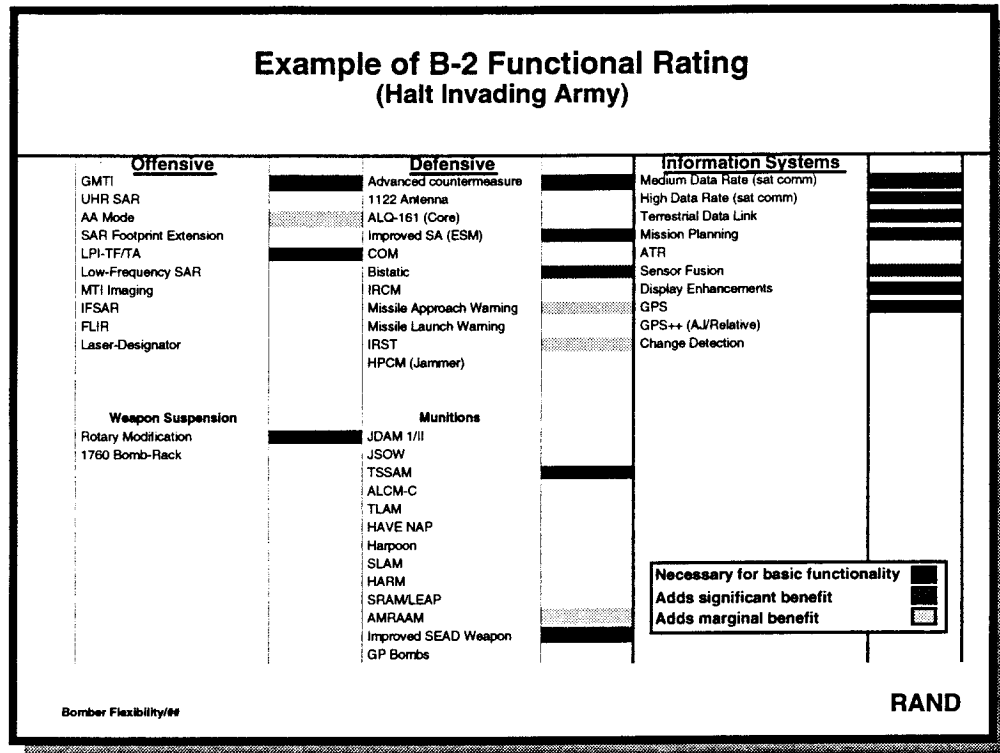 Example of B-2 Functional Rating
(Halt Invading Army)
Offensive
GMTI
UHR SAR
AA Mode
SAR Footprint Extension
LPI-TF/TA
Low-Frequency SAR
MTI Imaging
IFSAR
FLIR
Laser-Designator
Weapon Suspension
Rotary Modification
1760 Bomb-Rack
Defensive
Advanced countermeasure
1122 Antenna
ALQ-161 (Core)
Improved SA (ESM)
COM
Bistatic
IRCM
Missile Approach Warning
Missile Launch Warning
IRST
HPCM (Jammer)
Munitions
JDAM 1/II
JSOW
TSSAM
ALCM-C
TLAM
HAVE NAP
Harpoon
SLAM
HARM
SRAM/LEAP
AMRAAM
Improved SEAD Weapon
GP Bombs
Information Systems
Medium Data Rate (sat comm)
High Data Rate (sat comm)
Terrestrial Data Link
Mission Planning
ATR
Sensor Fusion
Display Enhancements
GPS
GPS++ (AJ/Relative)
Change Detection
Necessary for basic functionality
Adds significant benefit
Adds marginal benefit
Bomber Flexibility/##
RAND